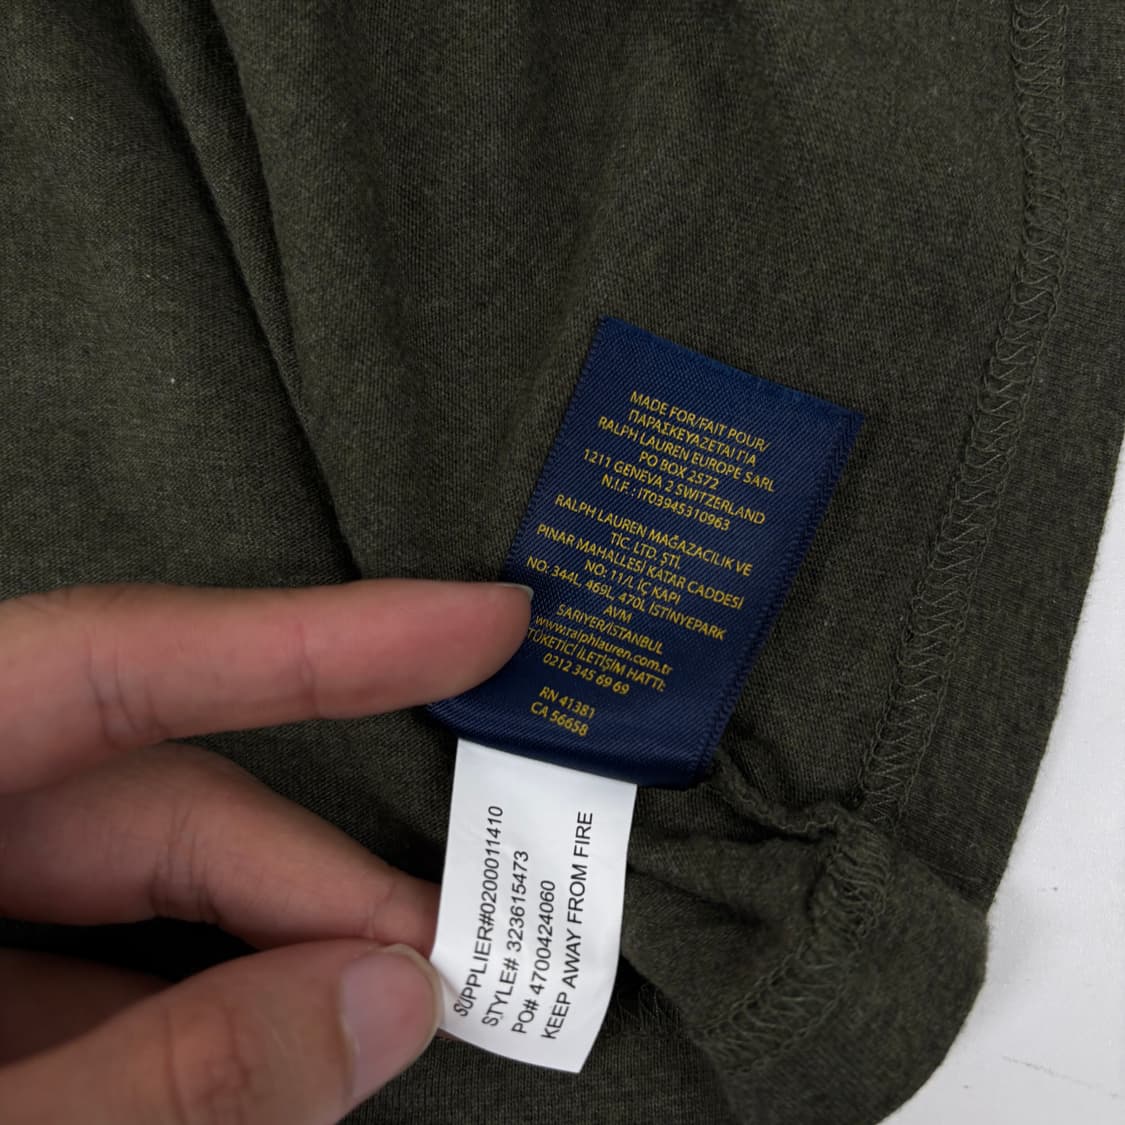 MADE FOR/FAIT POUR/
ΠΑΡΑΣΚΕΥΑΖΕΤΑΙ ΓΙΑ
RALPH LAUREN EUROPE SARL
PO BOX 2572
1211 GENEVA 2 SWITZERLAND
N.I.F. : IT03945310963
RALPH LAUREN MAĞAZACILIK VE
TİC. LTD. ŞTİ.
PINAR MAHALLESİ KATAR CADDESİ
NO: 11/L İÇ KAPI
NO: 344L, 469L, 470L İSTİNYEPARK
AVM
SARIYER/İSTANBUL
www.ralphlauren.com.tr
TÜKETİCİ İLETİŞİM HATTI:
0212 345 69 69
RN 41381
CA 56658
SUPPLIER#0200011410
STYLE# 323615473
PO# 4700424060
KEEP AWAY FROM FIRE